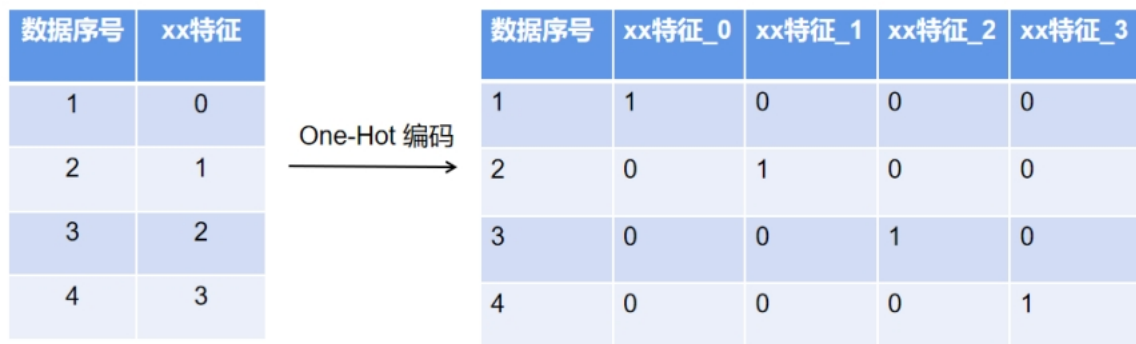 数据序号 xx特征
1 0
2 1
3 2
4 3
One-Hot 编码
数据序号 xx特征_0 xx特征_1 xx特征_2 xx特征_3
1 1 0 0 0
2 0 1 0 0
3 0 0 1 0
4 0 0 0 1